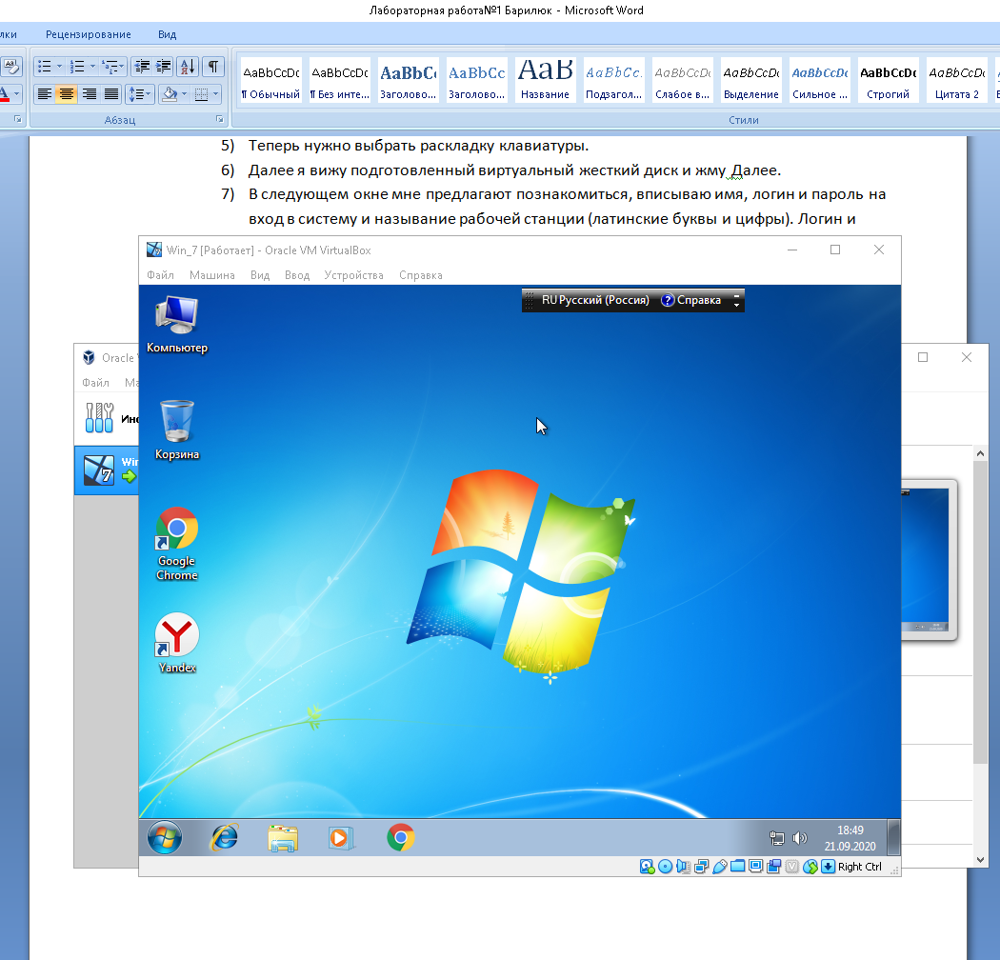 Лабораторная работа№1 Барилюк - Microsoft Word
лки Рецензирование Вид
AaBbCcDc AaBbCcDc AaBbCc AaBbCc AaB AaBbCc. AaBbCcDc AaBbCcDc AaBbCcDc AaBbCcDc AaBbCcDc
¶ Обычный ¶ Без инте... Заголово... Заголово... Название Подзагол... Слабое в... Выделение Сильное ... Строгий Цитата 2
Абзац Стили
5) Теперь нужно выбрать раскладку клавиатуры.
6) Далее я вижу подготовленный виртуальный жесткий диск и жму Далее.
7) В следующем окне мне предлагают познакомиться, вписываю имя, логин и пароль на
вход в систему и называние рабочей станции (латинские буквы и цифры). Логин и
Win_7 [Работает] - Oracle VM VirtualBox
Файл Машина Вид Ввод Устройства Справка
RU Русский (Россия) ? Справка
Компьютер
Oracle
Файл Ма
Инс
Корзина
Win
7
Google
Chrome
Yandex
18:49
21.09.2020
Right Ctrl